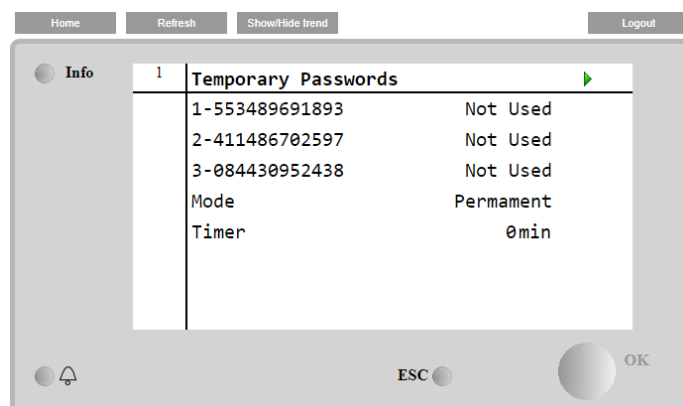 Home Refresh Show/Hide trend Logout
Info
1 Temporary Passwords
1-553489691893 Not Used
2-411486702597 Not Used
3-084430952438 Not Used
Mode Permament
Timer 0min
ESC OK